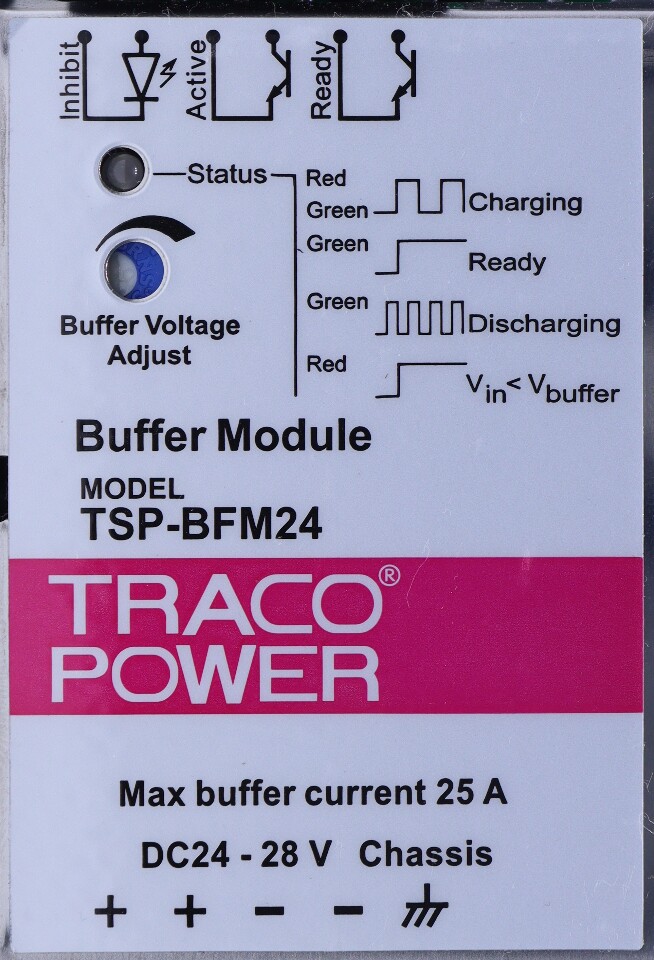 Inhibit
Active
Ready
Status
Red
Green
Charging
Green
Ready
Green
Discharging
Red
Vin< Vbuffer
Buffer Voltage
Adjust
Buffer Module
MODEL
TSP-BFM24
TRACO®
POWER
Max buffer current 25 A
DC24 - 28 V Chassis
+ + – –